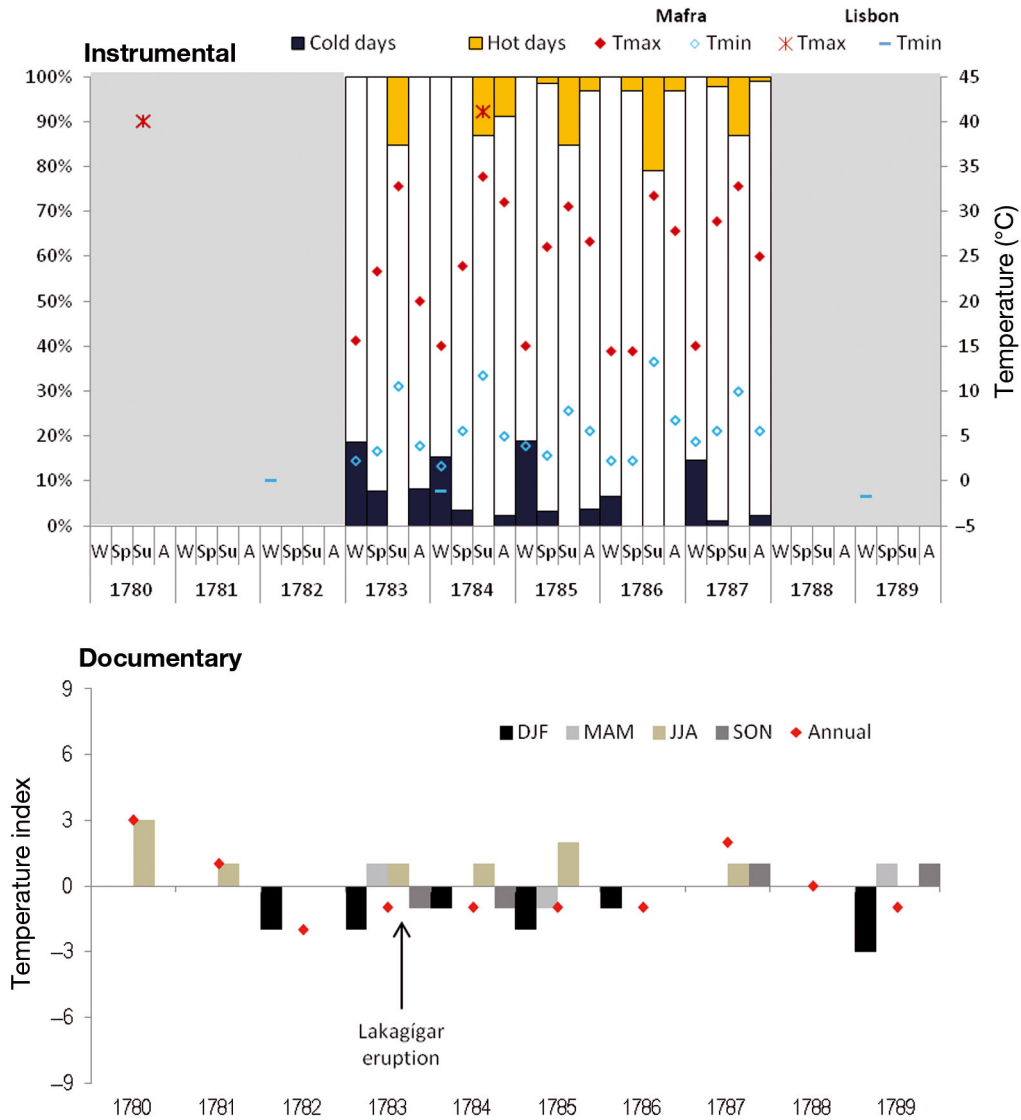 Mafra Lisbon
Instrumental
Cold days Hot days Tmax Tmin Tmax Tmin
100% 45
90% 40
80% 35
70% 30
60% 25
50% 20
40% 15
30% 10
20% 5
10% 0
0% –5
Temperature (°C)
W Sp Su A W Sp Su A W Sp Su A W Sp Su A W Sp Su A W Sp Su A W Sp Su A W Sp Su A W Sp Su A W Sp Su A
1780 1781 1782 1783 1784 1785 1786 1787 1788 1789
Documentary
9
DJF MAM JJA SON Annual
6
3
0
–3
–6
–9
Temperature index
Lakagígar
eruption
1780 1781 1782 1783 1784 1785 1786 1787 1788 1789